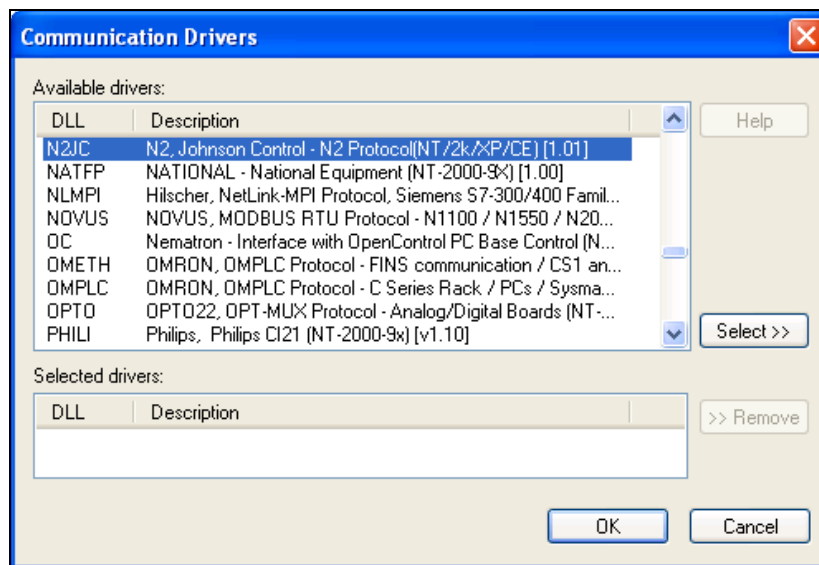 Communication Drivers
Available drivers:
DLL Description
N2JC N2, Johnson Control - N2 Protocol(NT/2k/XP/CE) [1.01]
NATFP NATIONAL - National Equipment (NT-2000-9X) [1.00]
NLMPI Hilscher, NetLink-MPI Protocol, Siemens S7-300/400 Famil...
NOVUS NOVUS, MODBUS RTU Protocol - N1100 / N1550 / N20...
OC Nematron - Interface with OpenControl PC Base Control (N...
OMETH OMRON, OMPLC Protocol - FINS communication / CS1 an...
OMPLC OMRON, OMPLC Protocol - C Series Rack / PCs / Sysma...
OPTO OPTO22, OPT-MUX Protocol - Analog/Digital Boards (NT-...
PHILI Philips, Philips CI21 (NT-2000-9x) [v1.10]
Help
Select >>
Selected drivers:
DLL Description
>> Remove
OK Cancel